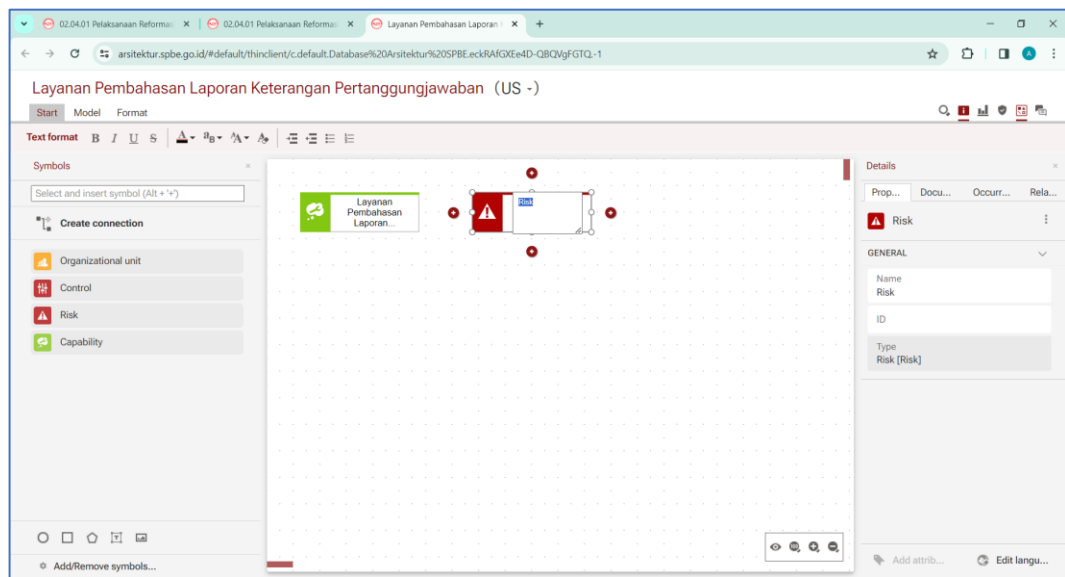 02.04.01 Pelaksanaan Reformas
02.04.01 Pelaksanaan Reformas
Layanan Pembahasan Laporan
arsitektur.spbe.go.id/#default/thinclient/c.default.Database%20Arsitektur%20SPBE.eckRAfGXEe4D-QBQVgFGTQ.-1
A
Layanan Pembahasan Laporan Keterangan Pertanggungjawaban (US -)
Start Model Format
Text format B I U S
Symbols
Select and insert symbol (Alt + '+')
Create connection
Organizational unit
Control
Risk
Capability
Add/Remove symbols...
Layanan
Pembahasan
Laporan...
Risk
Details
Prop... Docu... Occurr... Rela...
Risk
GENERAL
Name
Risk
ID
Type
Risk [Risk]
Add attrib... Edit langu...